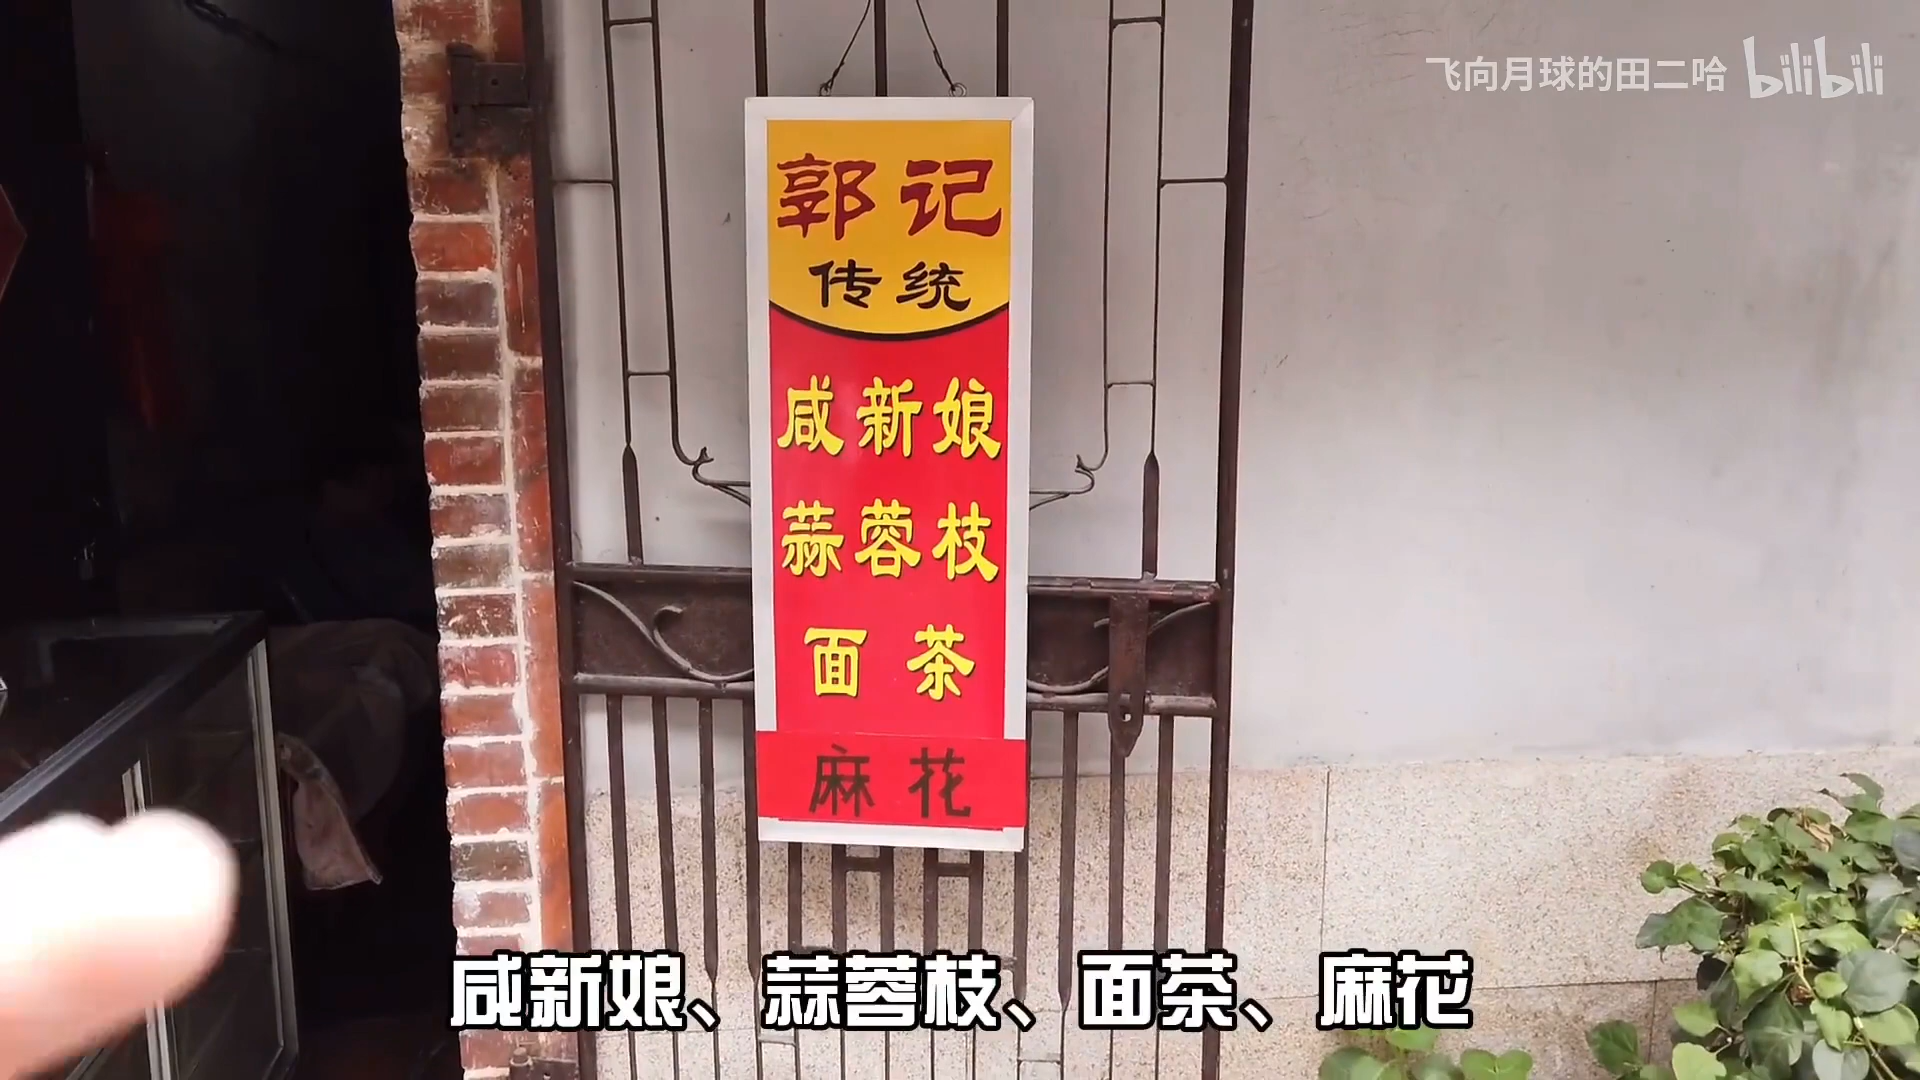 飞向月球的田二哈 bilibili
郭记
传统
咸新娘
蒜蓉枝
面茶
麻花
咸新娘、蒜蓉枝、面茶、麻花